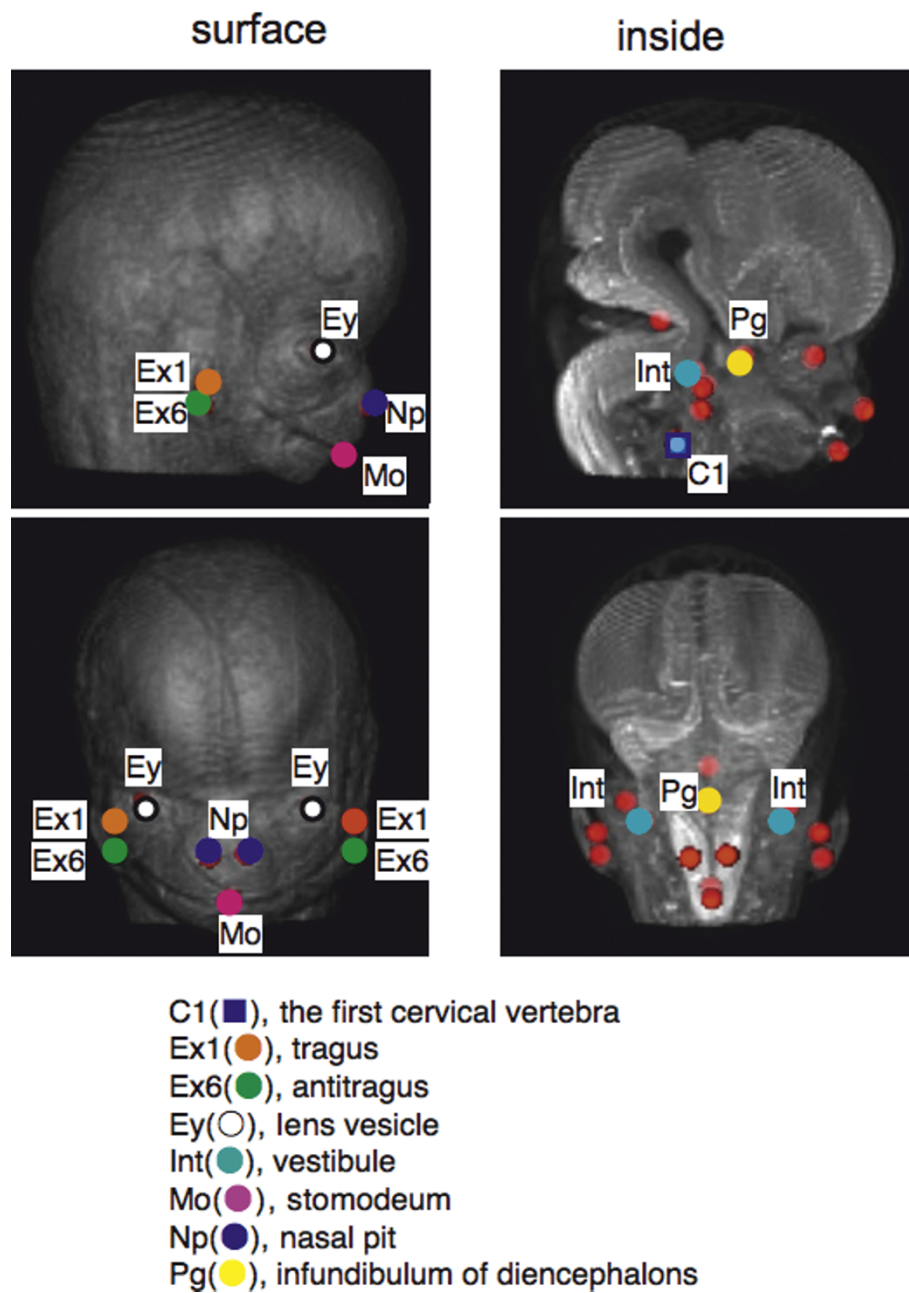 surface
inside
Ey
Ex1
Ex6
Np
Mo
Pg
Int
C1
Ey Ey
Ex1 Np Ex1
Ex6 Ex6
Mo
Int Pg Int
C1(■), the first cervical vertebra
Ex1(●), tragus
Ex6(●), antitragus
Ey(○), lens vesicle
Int(●), vestibule
Mo(●), stomodeum
Np(●), nasal pit
Pg(●), infundibulum of diencephalons